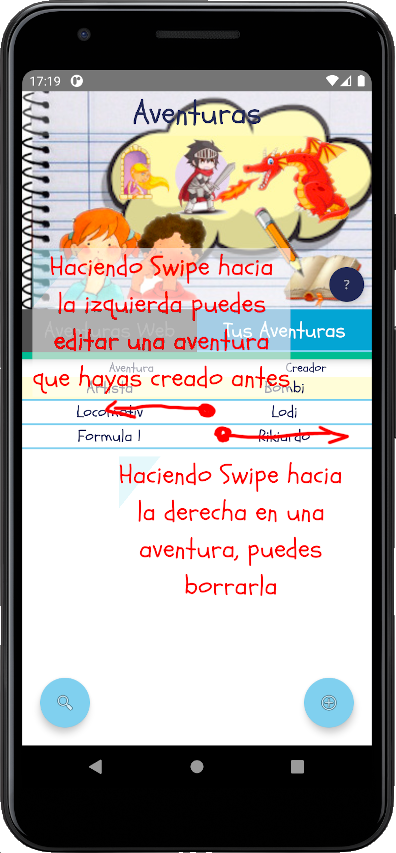 17:19
Aventuras
Haciendo Swipe hacia
la izquierda puedes
editar una aventura
que hayas creado antes
Aventuras Web
Tus Aventuras
?
Aventura Creador
Artista Bombi
Locomotiv Lodi
Formula 1 Rikiardo
Haciendo Swipe hacia
la derecha en una
aventura, puedes
borrarla